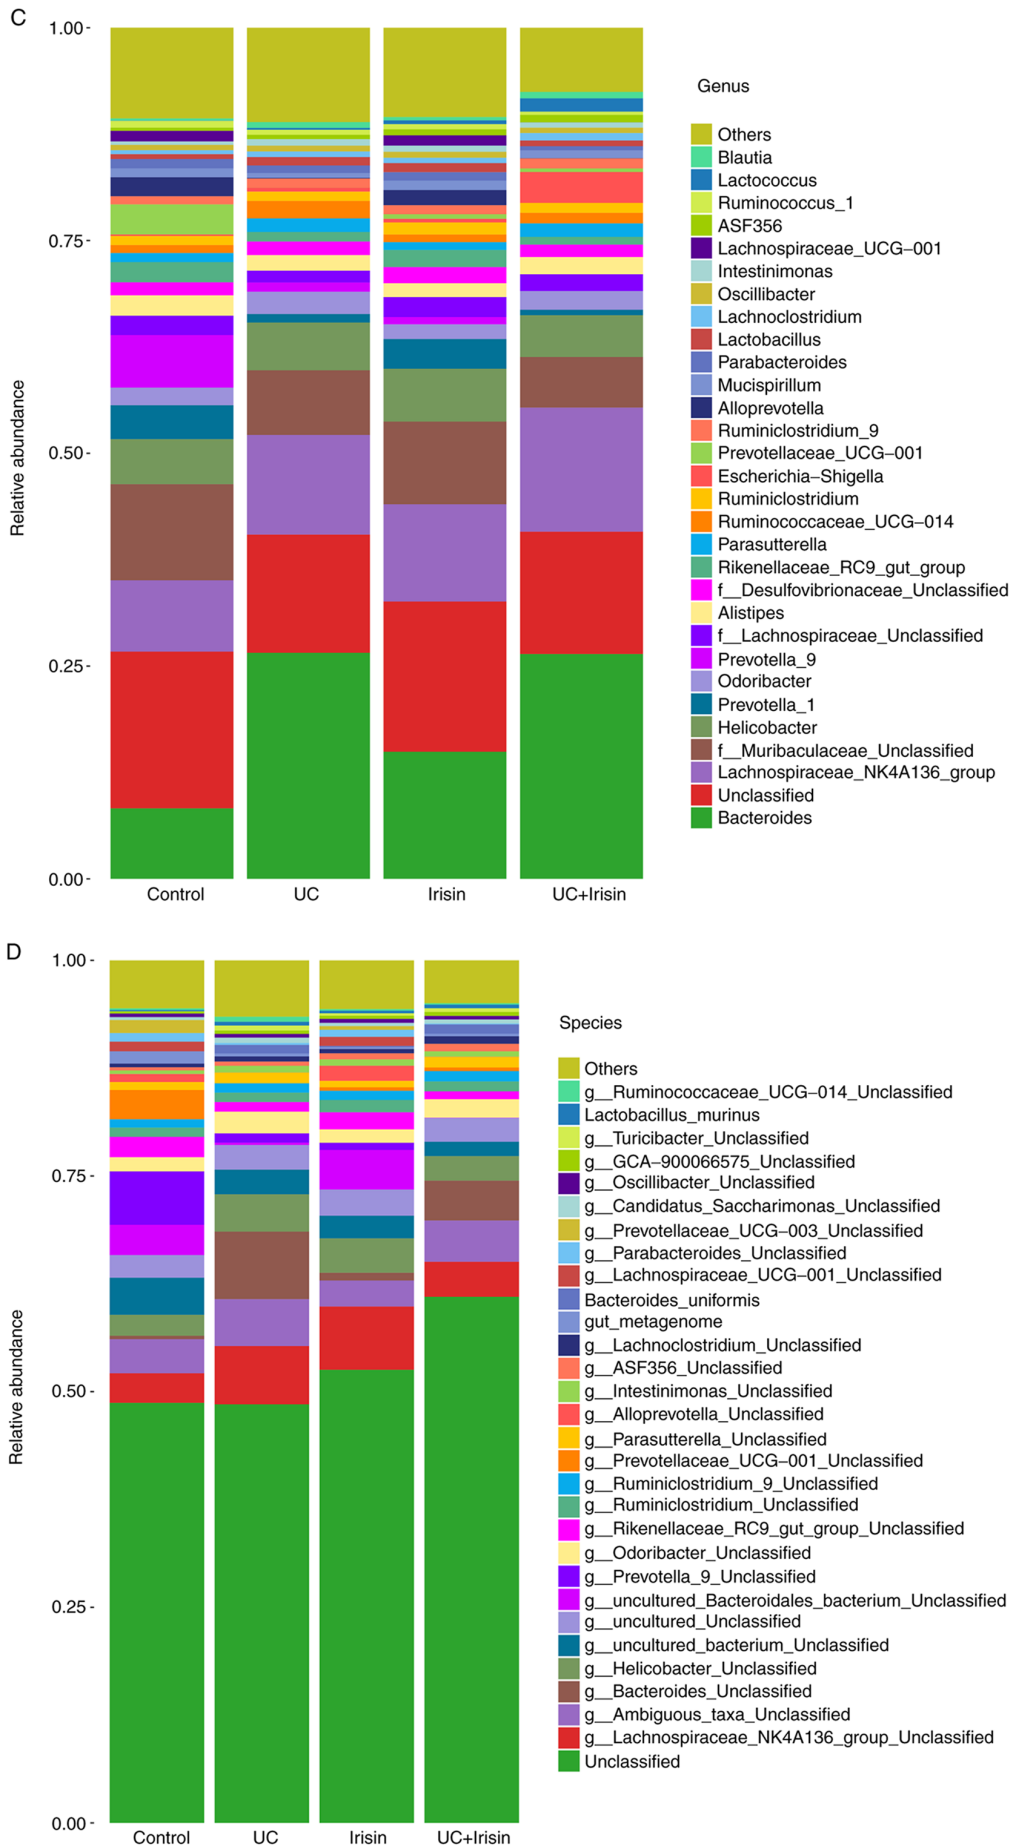 C
1.00
0.75
0.50
0.25
0.00
Relative abundance
Control
UC
Irisin
UC+Irisin
Genus
Others
Blautia
Lactococcus
Ruminococcus_1
ASF356
Lachnospiraceae_UCG−001
Intestinimonas
Oscillibacter
Lachnoclostridium
Lactobacillus
Parabacteroides
Mucispirillum
Alloprevotella
Ruminiclostridium_9
Prevotellaceae_UCG−001
Escherichia−Shigella
Ruminiclostridium
Ruminococcaceae_UCG−014
Parasutterella
Rikenellaceae_RC9_gut_group
f__Desulfovibrionaceae_Unclassified
Alistipes
f__Lachnospiraceae_Unclassified
Prevotella_9
Odoribacter
Prevotella_1
Helicobacter
f__Muribaculaceae_Unclassified
Lachnospiraceae_NK4A136_group
Unclassified
Bacteroides
D
1.00
0.75
0.50
0.25
0.00
Relative abundance
Control
UC
Irisin
UC+Irisin
Species
Others
g__Ruminococcaceae_UCG−014_Unclassified
Lactobacillus_murinus
g__Turicibacter_Unclassified
g__GCA−900066575_Unclassified
g__Oscillibacter_Unclassified
g__Candidatus_Saccharimonas_Unclassified
g__Prevotellaceae_UCG−003_Unclassified
g__Parabacteroides_Unclassified
g__Lachnospiraceae_UCG−001_Unclassified
Bacteroides_uniformis
gut_metagenome
g__Lachnoclostridium_Unclassified
g__ASF356_Unclassified
g__Intestinimonas_Unclassified
g__Alloprevotella_Unclassified
g__Parasutterella_Unclassified
g__Prevotellaceae_UCG−001_Unclassified
g__Ruminiclostridium_9_Unclassified
g__Ruminiclostridium_Unclassified
g__Rikenellaceae_RC9_gut_group_Unclassified
g__Odoribacter_Unclassified
g__Prevotella_9_Unclassified
g__uncultured_Bacteroidales_bacterium_Unclassified
g__uncultured_Unclassified
g__uncultured_bacterium_Unclassified
g__Helicobacter_Unclassified
g__Bacteroides_Unclassified
g__Ambiguous_taxa_Unclassified
g__Lachnospiraceae_NK4A136_group_Unclassified
Unclassified